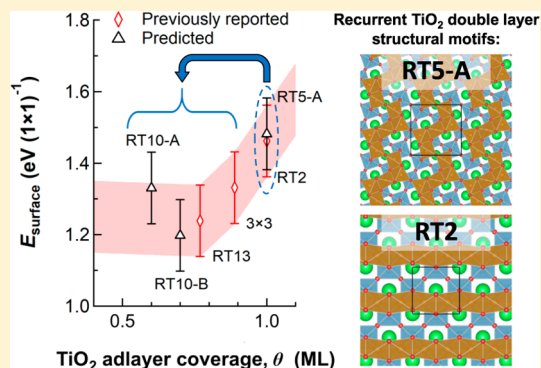 Previously reported
Predicted
Recurrent TiO₂ double layer
structural motifs:
E_surface (eV (1×1)⁻¹)
1.8
1.6
1.4
1.2
1.0
RT5-A
RT10-A
RT2
3×3
RT13
RT10-B
0.5
1.0
TiO₂ adlayer coverage, θ (ML)
RT5-A
RT2